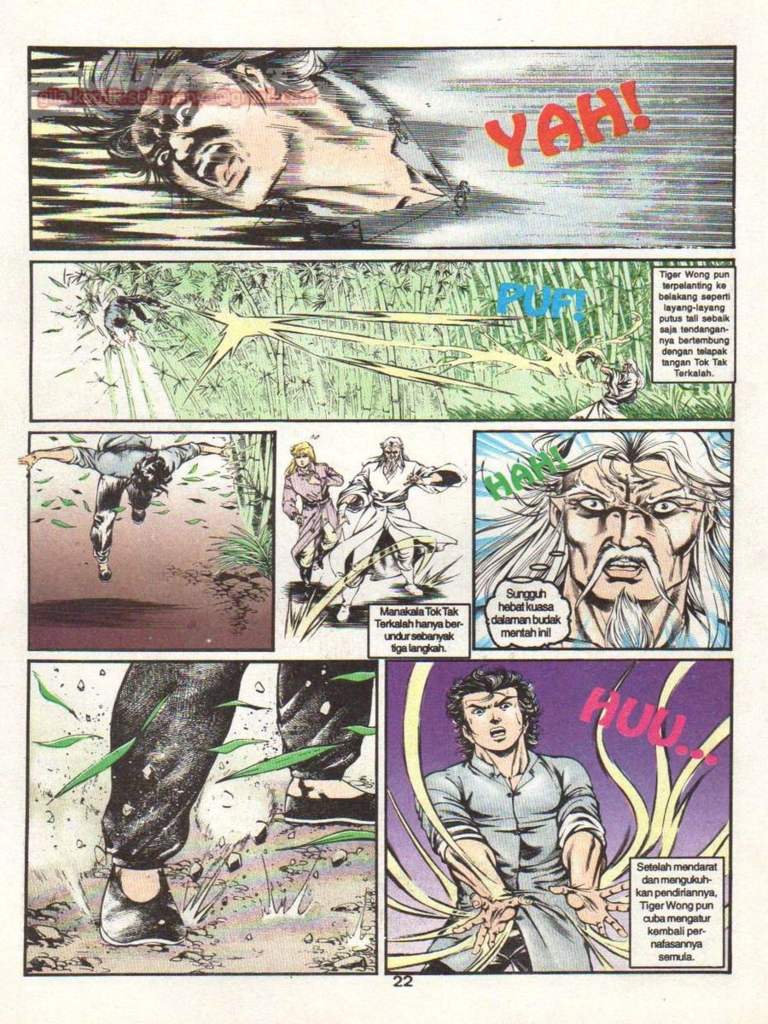 YAH!
PUF!
Tiger Wong pun
terpelanting ke
belakang seperti
layang-layang
putus tali sebaik
saja tendangan-
nya bertembung
dengan telapak
tangan Tok Tak
Terkalah.
Manakala Tok Tak
Terkalah hanya ber-
undur sebanyak
tiga langkah.
HAH!
Sungguh
hebat kuasa
dalaman budak
mentah ini!
HUU...
Setelah mendarat
dan mengukuh-
kan pendiriannya,
Tiger Wong pun
cuba mengatur
kembali per-
nafasannya
semula.
22